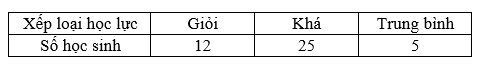 Xếp loại học lực Giỏi Khá Trung bình
Số học sinh 12 25 5